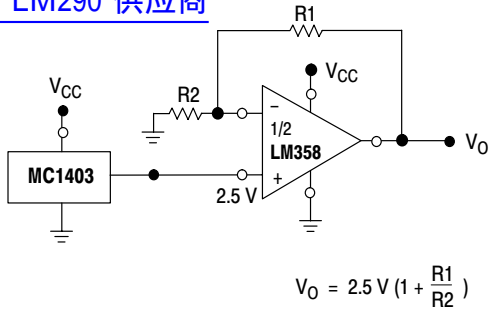 LM290 供应商
R1
VCC
R2
VCC
−
1/2
LM358
+
VO
MC1403
2.5 V
VO = 2.5 V (1 + R1/R2 )